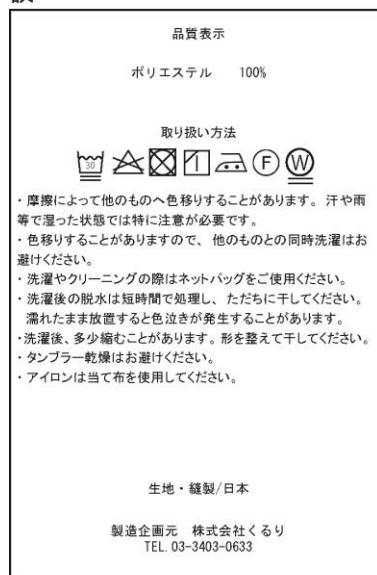 品質表示
ポリエステル 100%
取り扱い方法
30
F
W
・摩擦によって他のものへ色移りすることがあります。汗や雨
等で湿った状態では特に注意が必要です。
・色移りすることがありますので、他のものとの同時洗濯はお
避けください。
・洗濯やクリーニングの際はネットバッグをご使用ください。
・洗濯後の脱水は短時間で処理し、ただちに干してください。
濡れたまま放置すると色泣きが発生することがあります。
・洗濯後、多少縮むことがあります。形を整えて干してください。
・タンブラー乾燥はお避けください。
・アイロンは当て布を使用してください。
生地・縫製/日本
製造企画元 株式会社くるり
TEL. 03-3403-0633